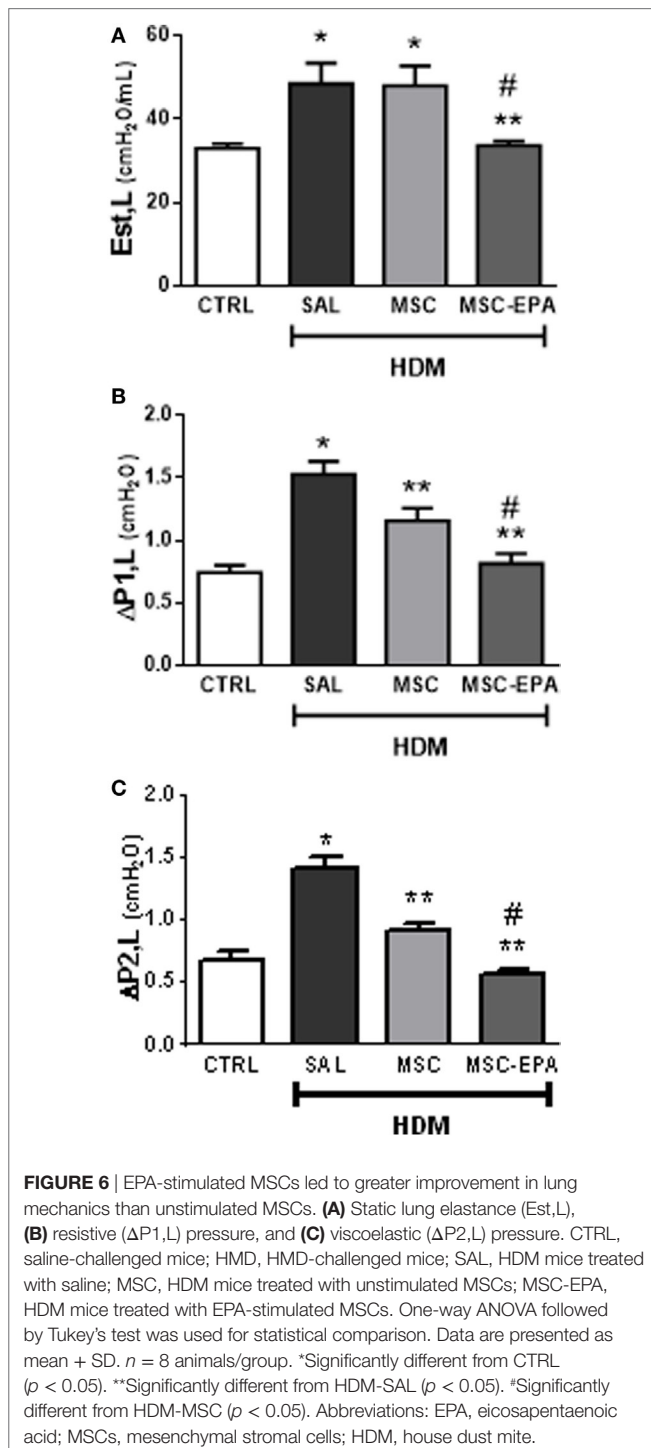 A
Est,L (cmH₂O/mL)
60
40
20
0
*
*
#
**
CTRL
SAL
MSC
MSC-EPA
HDM
B
ΔP1,L (cmH₂O)
2.0
1.5
1.0
0.5
0.0
*
**
#
**
CTRL
SAL
MSC
MSC-EPA
HDM
C
ΔP2,L (cmH₂O)
2.0
1.5
1.0
0.5
0.0
*
**
#
**
CTRL
SAL
MSC
MSC-EPA
HDM
FIGURE 6 | EPA-stimulated MSCs led to greater improvement in lung
mechanics than unstimulated MSCs. (A) Static lung elastance (Est,L),
(B) resistive (ΔP1,L) pressure, and (C) viscoelastic (ΔP2,L) pressure. CTRL,
saline-challenged mice; HMD, HMD-challenged mice; SAL, HDM mice treated
with saline; MSC, HDM mice treated with unstimulated MSCs; MSC-EPA,
HDM mice treated with EPA-stimulated MSCs. One-way ANOVA followed
by Tukey's test was used for statistical comparison. Data are presented as
mean + SD. n = 8 animals/group. *Significantly different from CTRL
(p < 0.05). **Significantly different from HDM-SAL (p < 0.05). #Significantly
different from HDM-MSC (p < 0.05). Abbreviations: EPA, eicosapentaenoic
acid; MSCs, mesenchymal stromal cells; HDM, house dust mite.